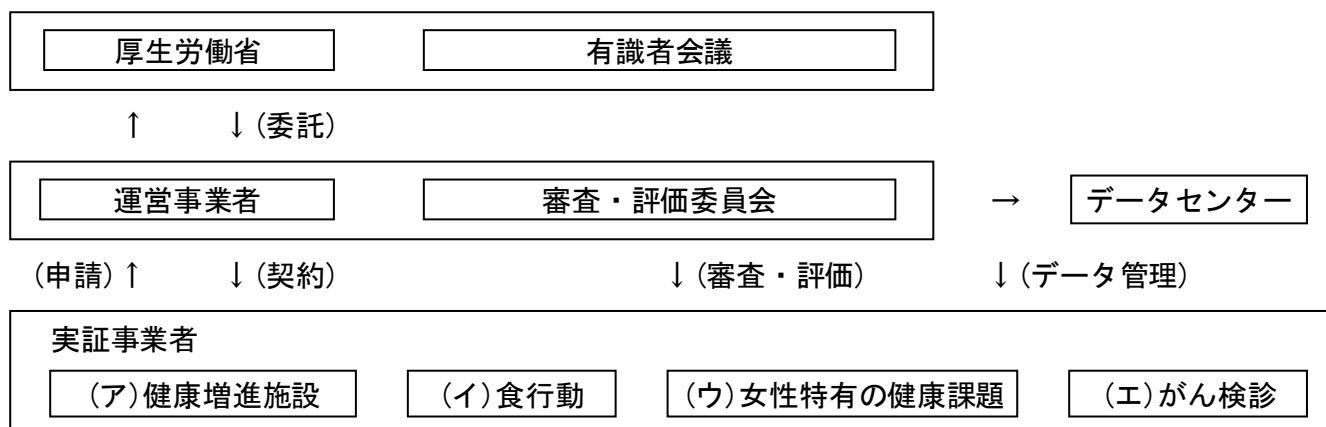 厚生労働省 有識者会議
↑ ↓(委託)
運営事業者 審査・評価委員会 → データセンター
(申請)↑ ↓(契約) ↓(審査・評価) ↓(データ管理)
実証事業者
(ア)健康増進施設 (イ)食行動 (ウ)女性特有の健康課題 (エ)がん検診